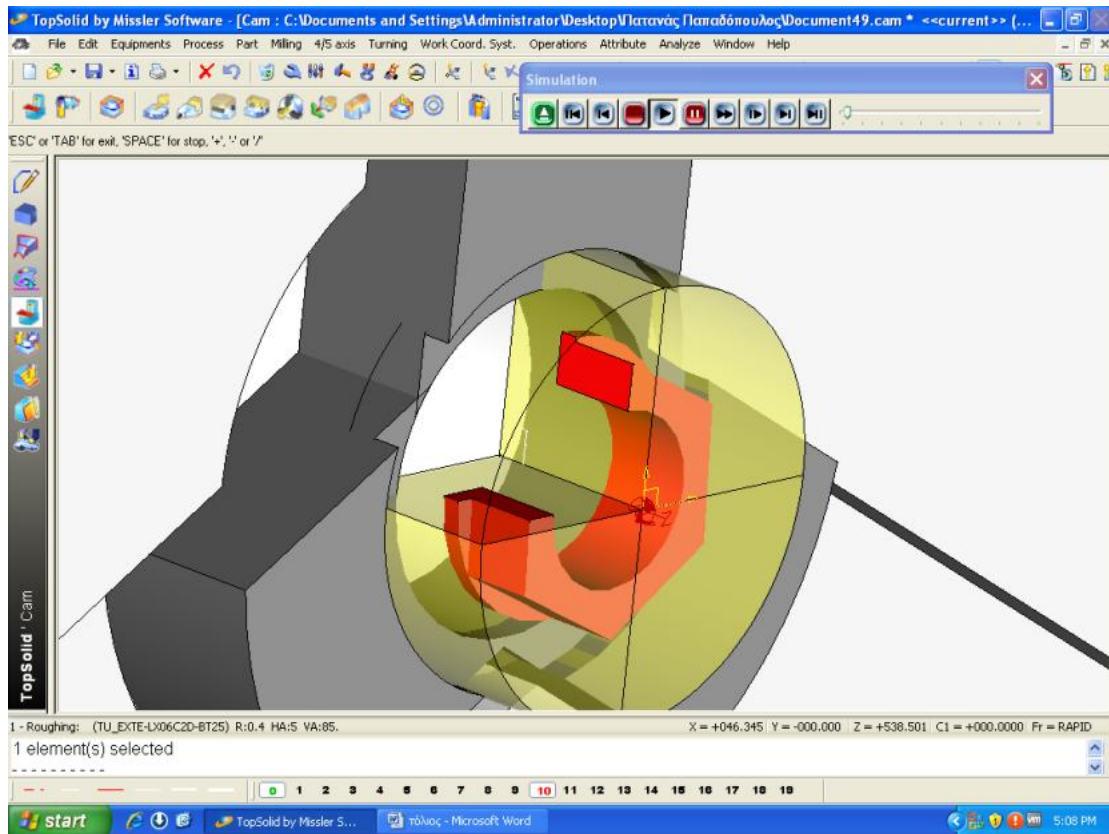 TopSolid by Missler Software - [Cam : C:\Documents and Settings\Administrator\Desktop\Πατανάς Παπαδόπουλος\Document49.cam * <<current>> (...
File Edit Equipments Process Part Milling 4/5 axis Turning Work Coord. Syst. Operations Attribute Analyze Window Help
Simulation
'ESC' or 'TAB' for exit, 'SPACE' for stop, '+', '-' or '/'
Z
TopSolid'Cam
1 - Roughing: (TU_EXTE-LX06C2D-BT25) R:0.4 HA:5 VA:85. X = +046.345 Y = -000.000 Z = +538.501 C1 = +000.0000 Fr = RAPID
1 element(s) selected
- - - - - - - - - -
0 1 2 3 4 5 6 7 8 9 10 11 12 13 14 15 16 17 18 19
start TopSolid by Missler S... τόλιος - Microsoft Word 5:08 PM